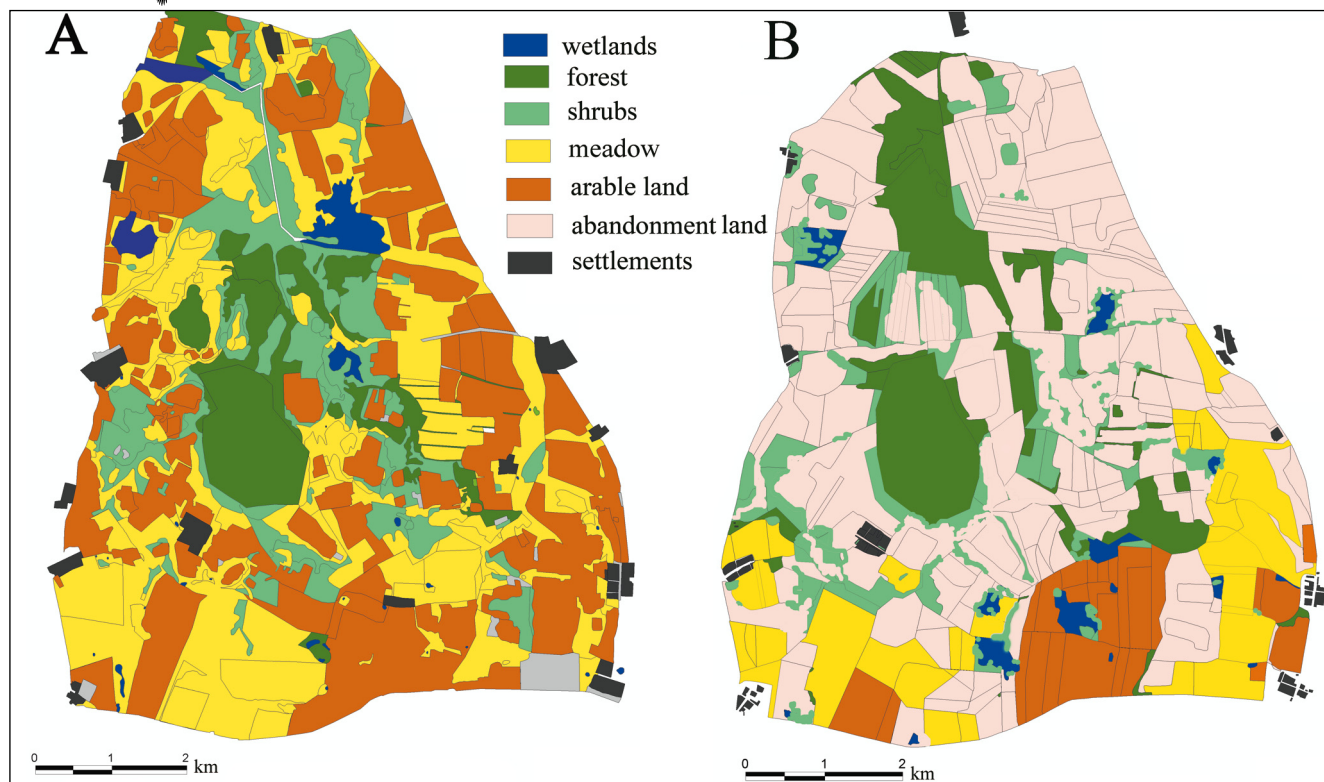 A
B
wetlands
forest
shrubs
meadow
arable land
abandonment land
settlements
0 1 2
km
0 1 2
km